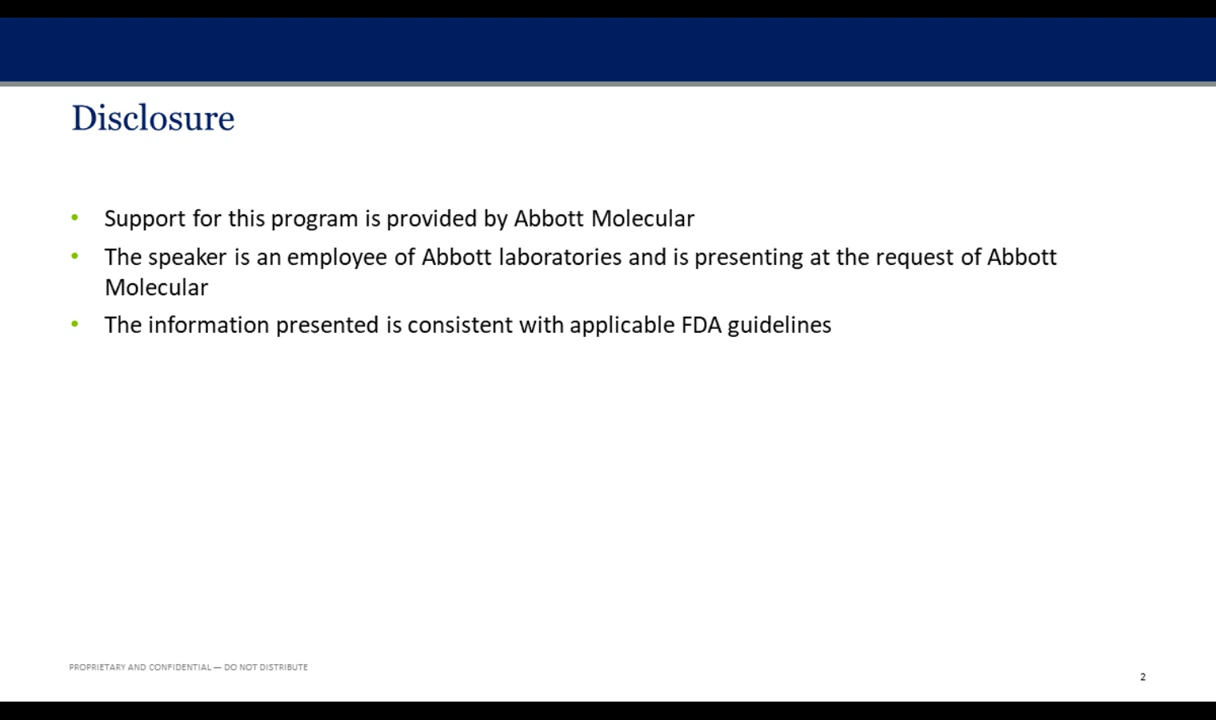 Disclosure
• Support for this program is provided by Abbott Molecular
• The speaker is an employee of Abbott laboratories and is presenting at the request of Abbott
Molecular
• The information presented is consistent with applicable FDA guidelines
PROPRIETARY AND CONFIDENTIAL — DO NOT DISTRIBUTE
2